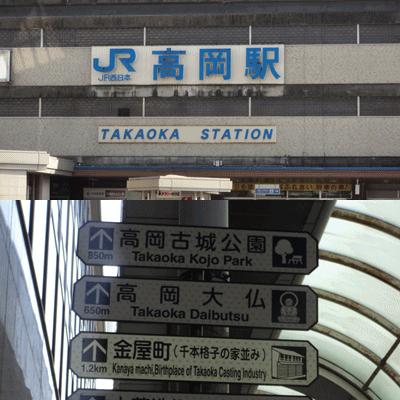 JR 高岡駅
JR西日本
TAKAOKA STATION
高岡古城公園
850m Takaoka Kojo Park
高岡大仏
650m Takaoka Daibutsu
金屋町(千本格子の家並み)
1.2km Kanaya machi,Birthplace of Takaoka Casting Industry